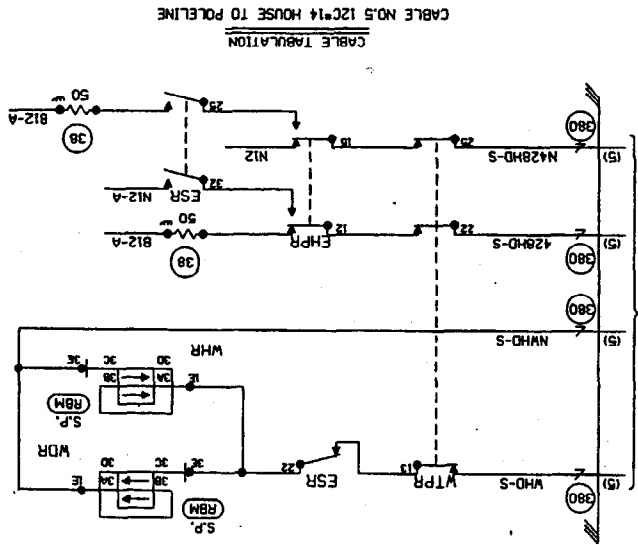 S.P.
RBM
380
(5) WHD-S
13
WTPR
ESR
22
3E
3C 3D
3B 3A
1E
WDR
S.P.
RBM
1E
3A 3B
3D 3C
3E
WHR
(5) NWHD-S
380
380
(5) 428HD-S
22
12
EHPR
38
50
B12-A
32
ESR
N12-A
(5) N428HD-S
380
25
15
N12
25
38
50
B12-A
CABLE TABULATION
CABLE NO.5 12C#14 HOUSE TO POLELINE